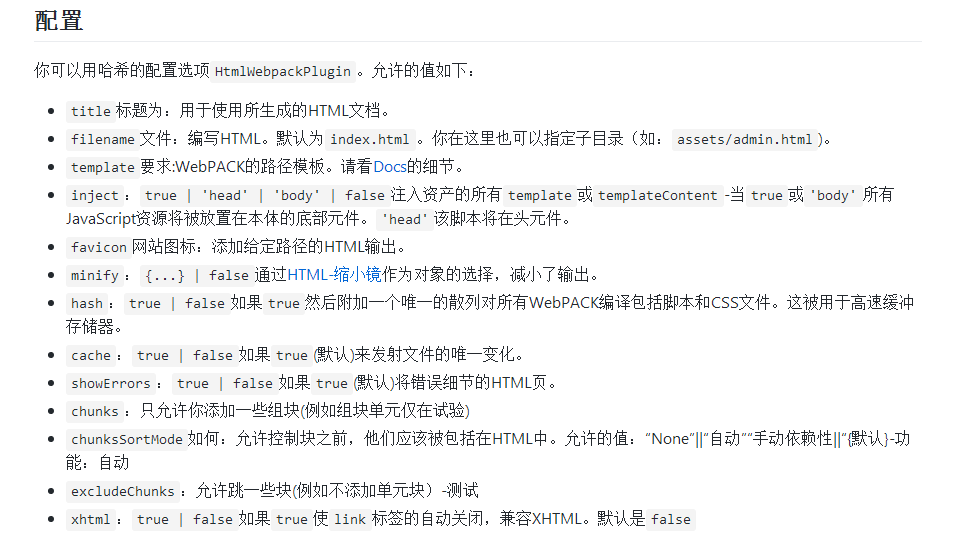 配置
你可以用哈希的配置选项 HtmlWebpackPlugin 。允许的值如下：
title 标题为：用于使用所生成的HTML文档。
filename 文件：编写HTML。默认为 index.html 。你在这里也可以指定子目录（如： assets/admin.html )。
template 要求:WebPACK的路径模板。请看Docs的细节。
inject ： true | 'head' | 'body' | false 注入资产的所有 template 或 templateContent -当 true 或 'body' 所有
JavaScript资源将被放置在本体的底部元件。 'head' 该脚本将在头元件。
favicon 网站图标：添加给定路径的HTML输出。
minify ： {...} | false 通过HTML-缩小镜作为对象的选择，减小了输出。
hash ： true | false 如果 true 然后附加一个唯一的散列对所有WebPACK编译包括脚本和CSS文件。这被用于高速缓冲
存储器。
cache ： true | false 如果 true (默认)来发射文件的唯一变化。
showErrors ： true | false 如果 true (默认)将错误细节的HTML页。
chunks ：只允许你添加一些组块(例如组块单元仅在试验)
chunksSortMode 如何：允许控制块之前，他们应该被包括在HTML中。允许的值：“None”||“自动”“手动依赖性||”{默认}-功
能：自动
excludeChunks ：允许跳一些块(例如不添加单元块）-测试
xhtml ： true | false 如果 true 使 link 标签的自动关闭，兼容XHTML。默认是 false